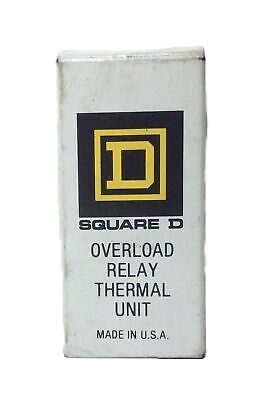 D
SQUARE D
OVERLOAD
RELAY
THERMAL
UNIT
MADE IN U.S.A.